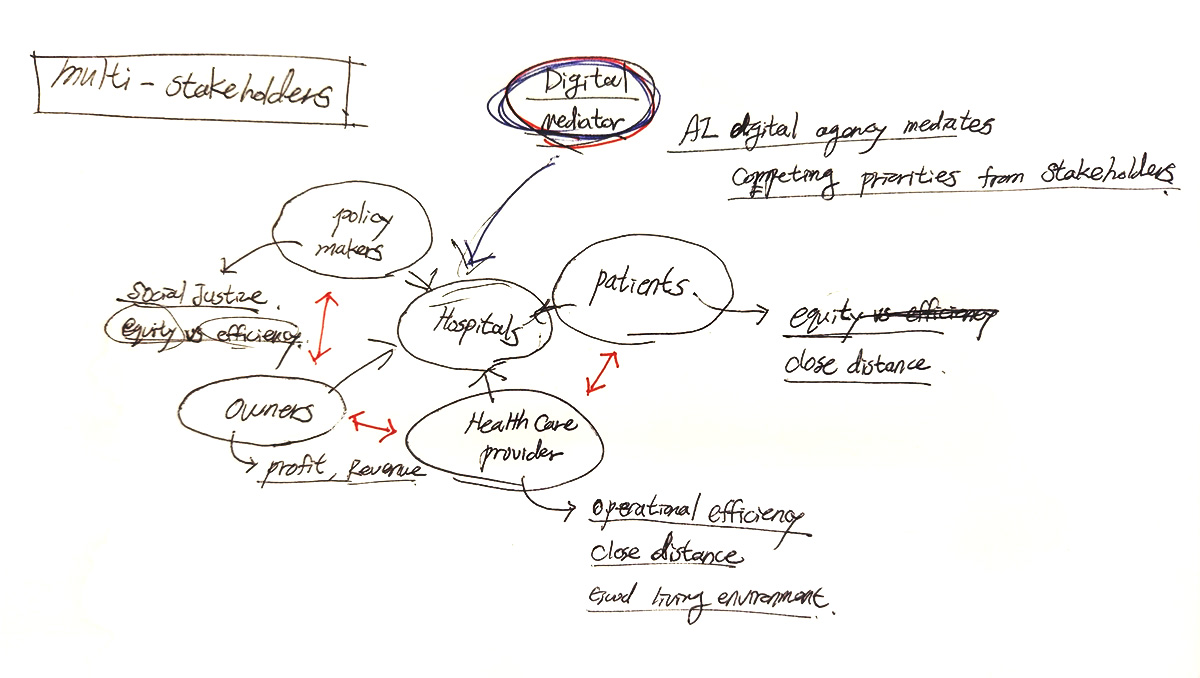 multi - stakeholders
Digital
mediator
AI digital agency mediates
competing priorities from stakeholders.
policy
makers
Social Justice.
equity vs efficiency.
Hospitals
patients.
equity vs efficiency
close distance.
owners
profit, Revenue
Health Care
provider
operational efficiency
close distance
Good living environment.